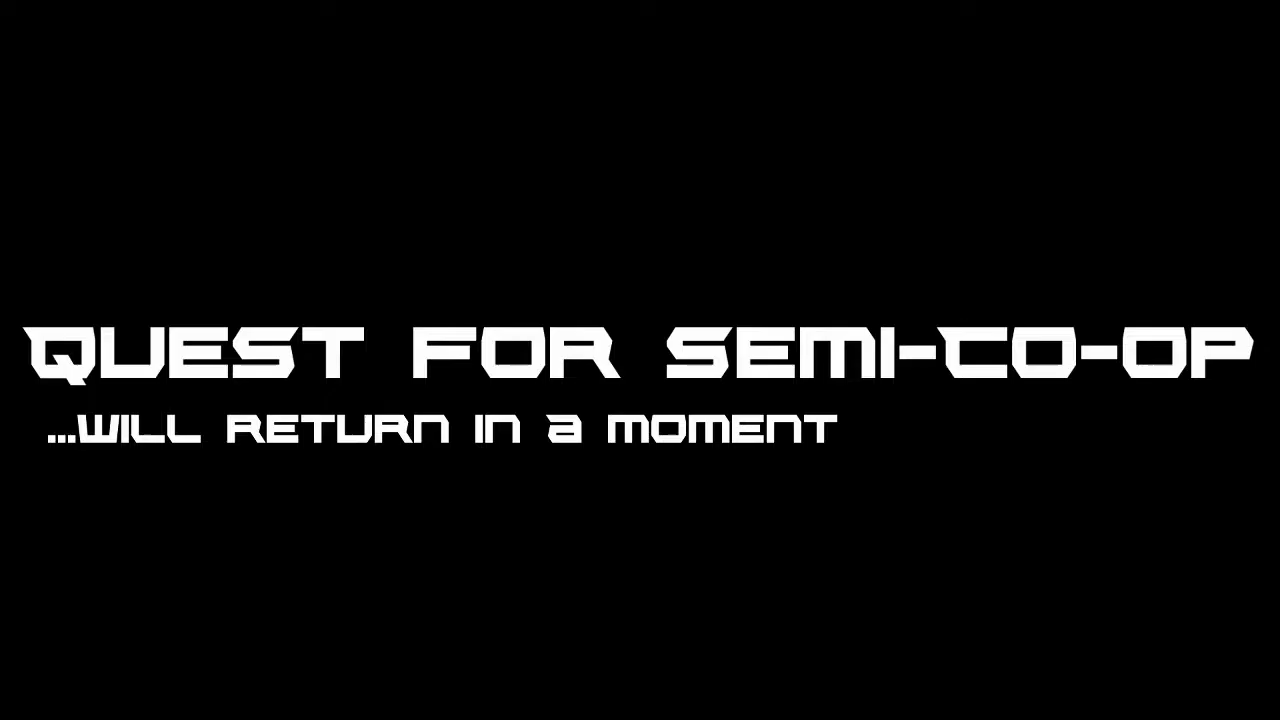 QUEST FOR SEMI-CO-OP
...WILL RETURN IN a MOMENT